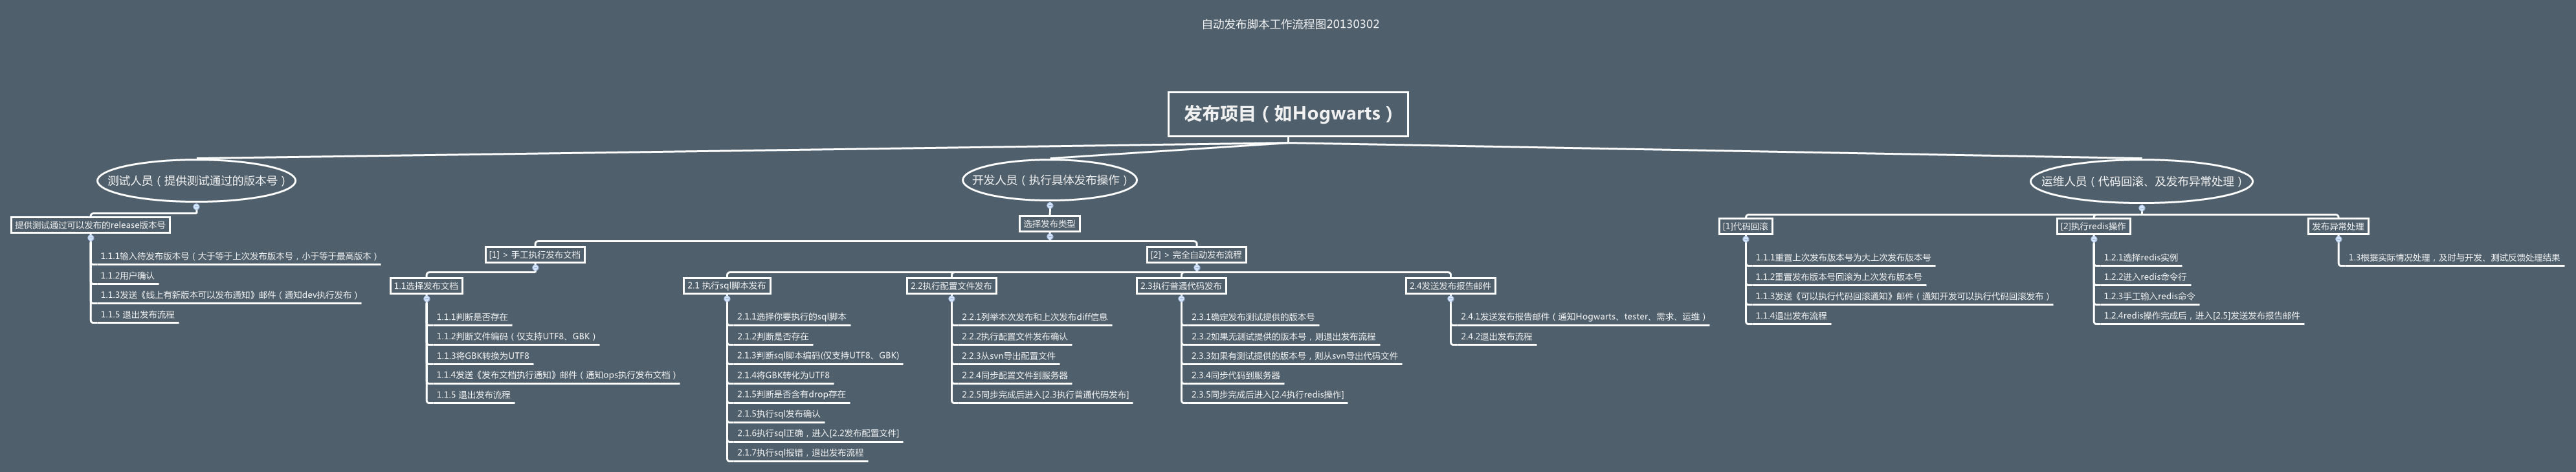 自动发布脚本工作流程图20130302
发布项目（如Hogwarts）
测试人员（提供测试通过的版本号）
提供测试通过可以发布的release版本号
1.1.1输入待发布版本号（大于等于上次发布版本号，小于等于最高版本）
1.1.2用户确认
1.1.3发送《线上有新版本可以发布通知》邮件（通知dev执行发布）
1.1.5 退出发布流程
开发人员（执行具体发布操作）
选择发布类型
[1] > 手工执行发布文档
1.1选择发布文档
1.1.1判断是否存在
1.1.2判断文件编码（仅支持UTF8、GBK）
1.1.3将GBK转换为UTF8
1.1.4发送《发布文档执行通知》邮件（通知ops执行发布文档）
1.1.5 退出发布流程
[2] > 完全自动发布流程
2.1 执行sql脚本发布
2.1.1选择你要执行的sql脚本
2.1.2判断是否存在
2.1.3判断sql脚本编码(仅支持UTF8、GBK)
2.1.4将GBK转化为UTF8
2.1.5判断是否含有drop存在
2.1.5执行sql发布确认
2.1.6执行sql正确，进入[2.2发布配置文件]
2.1.7执行sql报错，退出发布流程
2.2执行配置文件发布
2.2.1列举本次发布和上次发布diff信息
2.2.2执行配置文件发布确认
2.2.3从svn导出配置文件
2.2.4同步配置文件到服务器
2.2.5同步完成后进入[2.3执行普通代码发布]
2.3执行普通代码发布
2.3.1确定发布测试提供的版本号
2.3.2如果无测试提供的版本号，则退出发布流程
2.3.3如果有测试提供的版本号，则从svn导出代码文件
2.3.4同步代码到服务器
2.3.5同步完成后进入[2.4执行redis操作]
2.4发送发布报告邮件
2.4.1发送发布报告邮件（通知Hogwarts、tester、需求、运维）
2.4.2退出发布流程
运维人员（代码回滚、及发布异常处理）
[1]代码回滚
1.1.1重置上次发布版本号为大上次发布版本号
1.1.2重置发布版本号回滚为上次发布版本号
1.1.3发送《可以执行代码回滚通知》邮件（通知开发可以执行代码回滚发布）
1.1.4退出发布流程
[2]执行redis操作
1.2.1选择redis实例
1.2.2进入redis命令行
1.2.3手工输入redis命令
1.2.4redis操作完成后，进入[2.5]发送发布报告邮件
发布异常处理
1.3根据实际情况处理，及时与开发、测试反馈处理结果